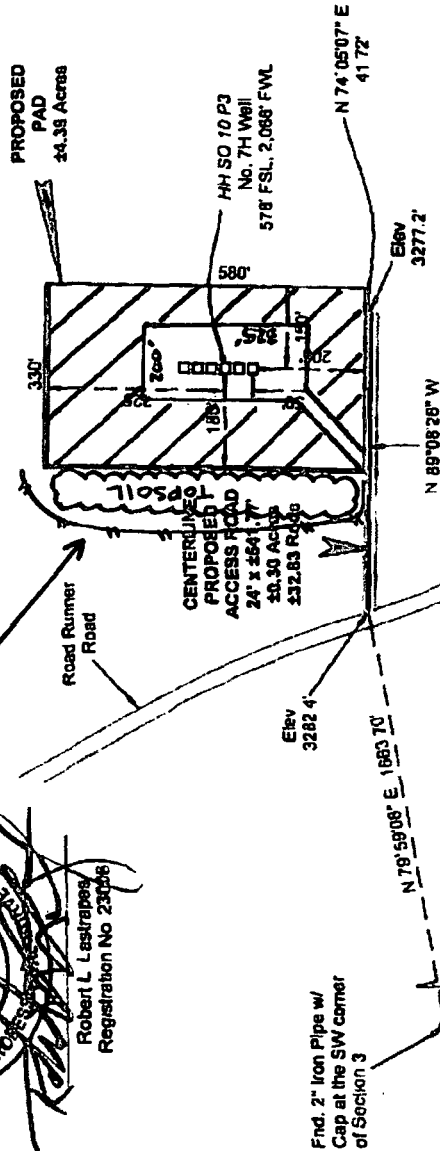 PROPOSED
PAD
±4.39 Acres
330'
HH SO 10 P3
No. 7H Well
578' FSL, 2,068' FWL
580'
200'
325'
150'
TOPSOIL
CENTERLINE
PROPOSED
ACCESS ROAD
24' x ±541.77'
±0.30 Acres
±32.83 Rods
Road Runner
Road
N 74°05'07" E
41 72'
Elev
3277.2'
N 89°08'26" W
Elev
3282 4'
N 79°59'08" E 1663 70'
Robert L Lastrapes
Registration No 23006
Fnd. 2" Iron Pipe w/
Cap at the SW corner
of Section 3